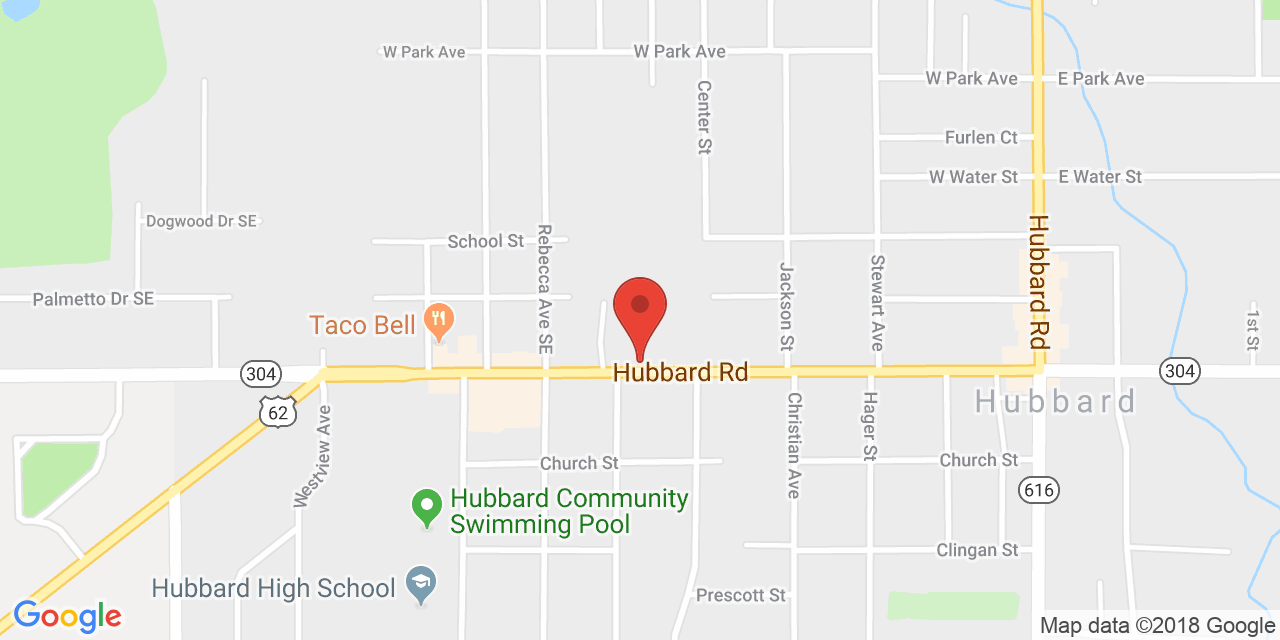 W Park Ave
W Park Ave
W Park Ave
E Park Ave
Center St
Furlen Ct
W Water St
E Water St
Dogwood Dr SE
School St
Rebecca Ave SE
Hubbard Rd
Stewart Ave
Jackson St
Palmetto Dr SE
1st St
Taco Bell
304
Hubbard Rd
304
62
Hubbard
Westview Ave
Christian Ave
Hager St
Church St
Church St
616
Hubbard Community
Swimming Pool
Clingan St
Hubbard High School
Prescott St
Google
Map data ©2018 Google